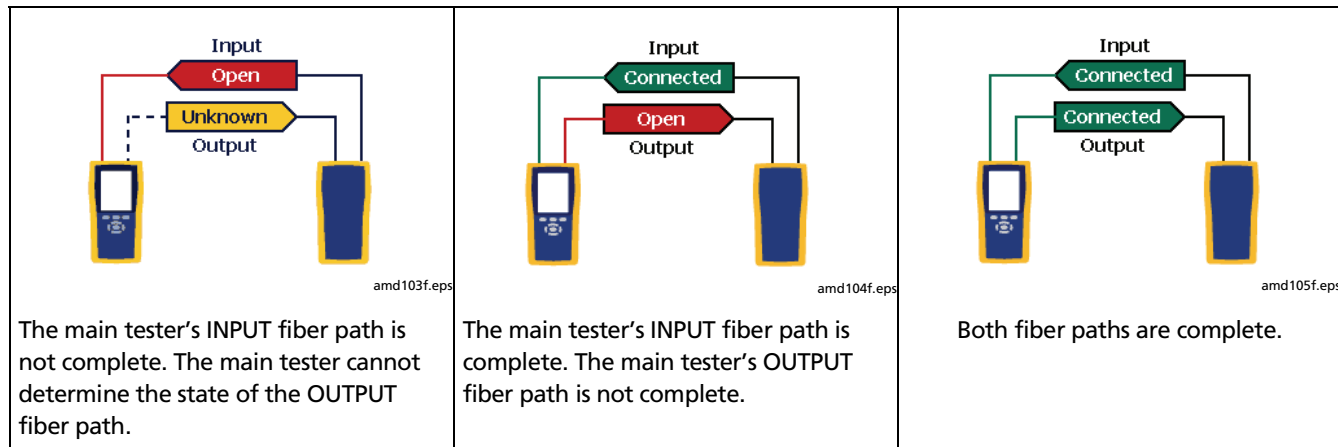 Input
Open
Unknown
Output
amd103f.eps
The main tester’s INPUT fiber path is
not complete. The main tester cannot
determine the state of the OUTPUT
fiber path.
Input
Connected
Open
Output
amd104f.eps
The main tester’s INPUT fiber path is
complete. The main tester’s OUTPUT
fiber path is not complete.
Input
Connected
Connected
Output
amd105f.eps
Both fiber paths are complete.